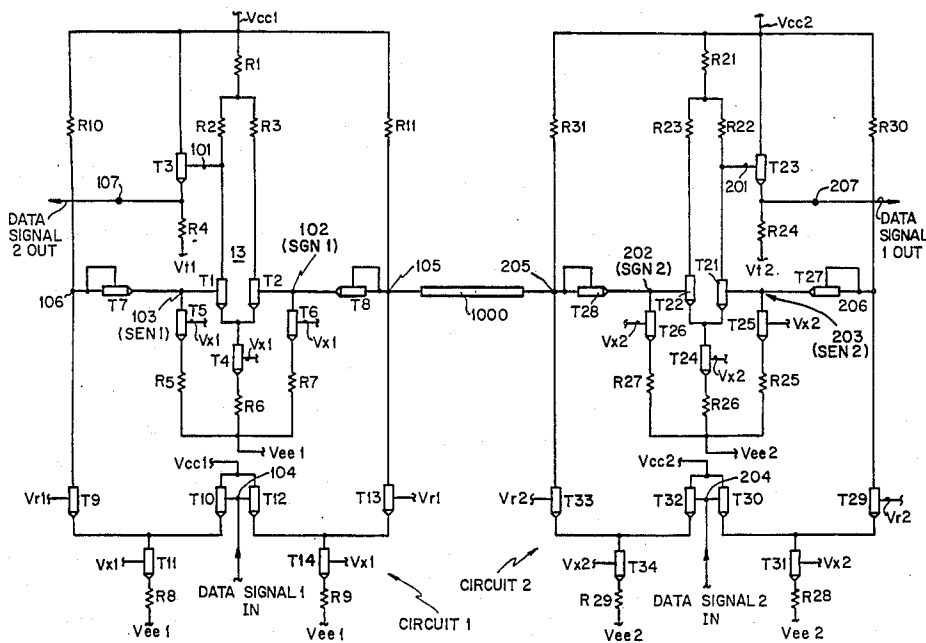 Vcc1
Vcc2
R1
R21
R10
R2
R3
R11
R31
R23
R22
R30
T3
101
T23
201
107
207
DATA SIGNAL 2 OUT
R4
Vt1
13
102 (SGN 1)
105
205
202 (SGN 2)
R24
Vt2
DATA SIGNAL 1 OUT
106
T7
T1
T2
T8
1000
T28
T22
T21
T27
206
103 (SEN 1)
T5
Vx1
T6
Vx1
T4
Vx1
Vx2
T26
T24
Vx2
T25
Vx2
203 (SEN 2)
R5
R7
R6
R27
R25
R26
Vee 1
Vee 2
Vcc1
104
Vcc2
204
Vr1
T9
T10
T12
T13
Vr1
Vr2
T33
T32
T30
T29
Vr2
Vx1
T11
T14
Vx1
Vx2
T34
T31
Vx2
R8
DATA SIGNAL 1 IN
R9
CIRCUIT 1
CIRCUIT 2
R29
DATA SIGNAL 2 IN
R28
Vee 1
Vee 1
Vee 2
Vee 2